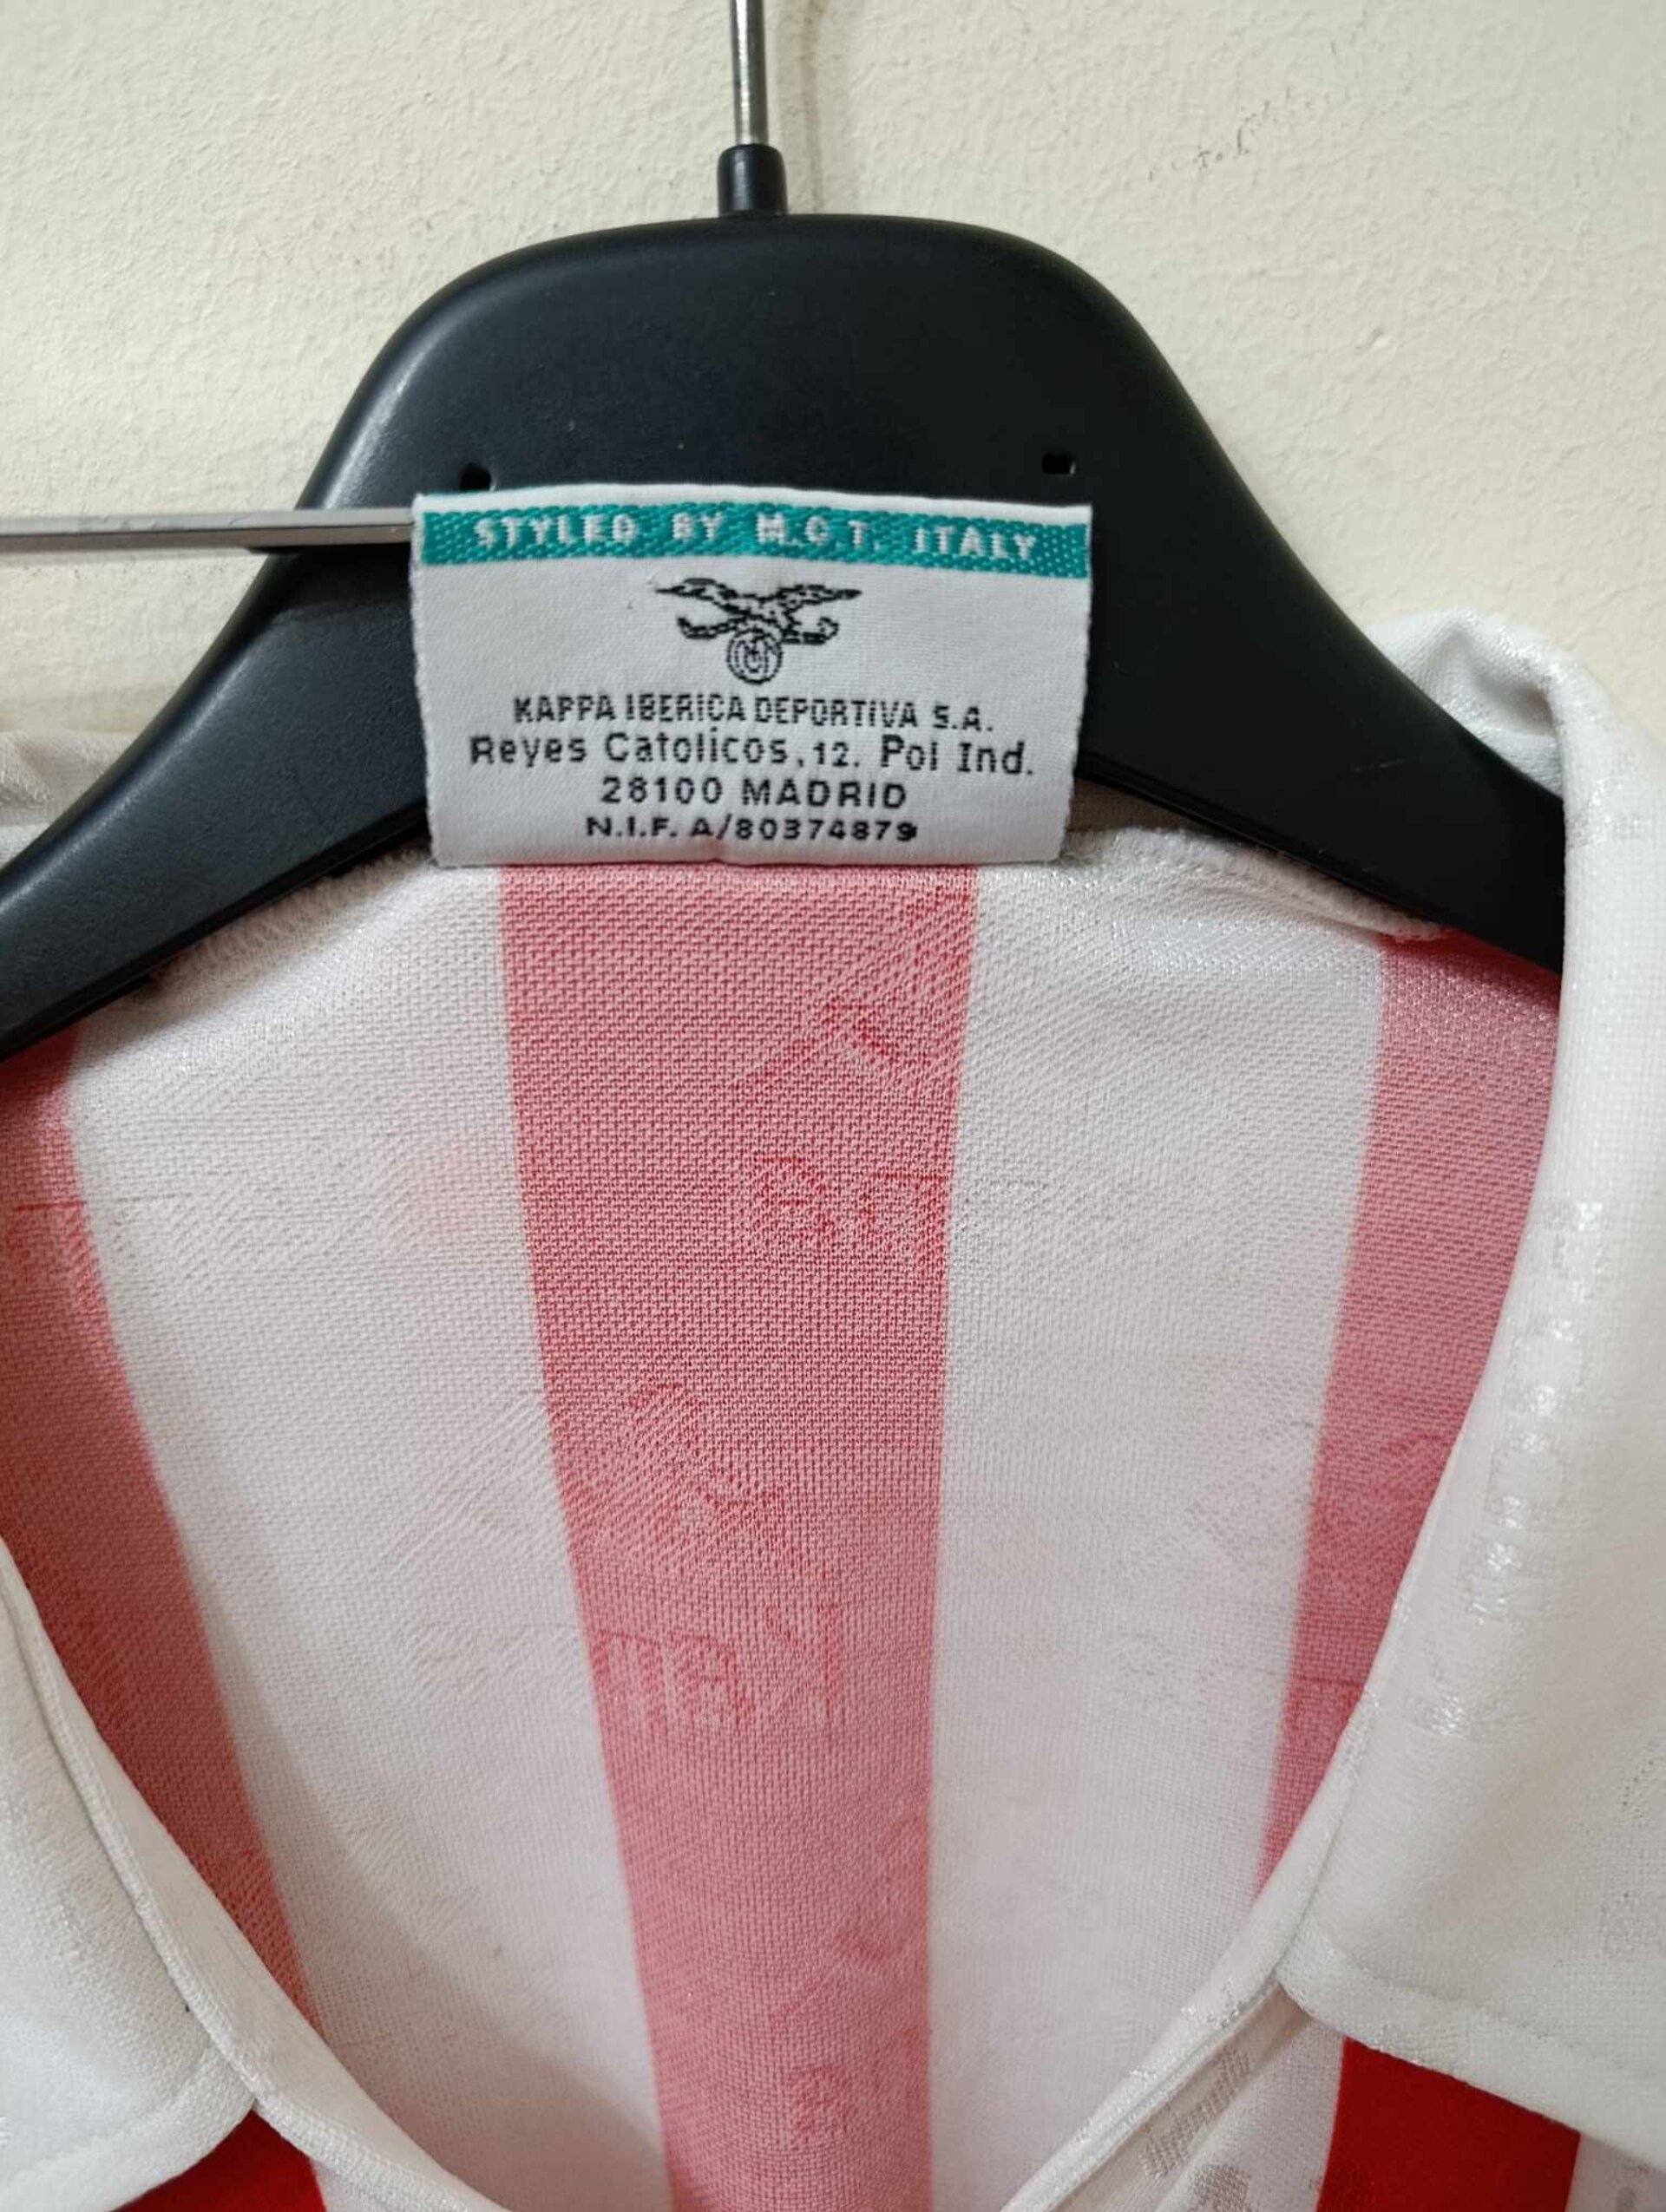 STYLED BY M.C.T. ITALY
KAPPA IBERICA DEPORTIVA S.A.
Reyes Catolicos, 12. Pol Ind.
28100 MADRID
N.I.F. A/80374879